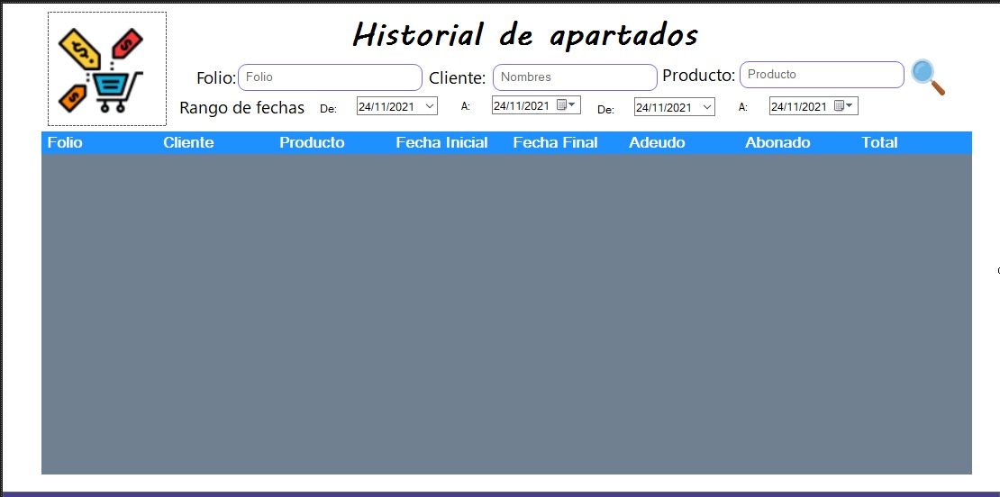 Historial de apartados
Folio: Folio Cliente: Nombres Producto: Producto
Rango de fechas De: 24/11/2021 A: 24/11/2021 De: 24/11/2021 A: 24/11/2021
Folio Cliente Producto Fecha Inicial Fecha Final Adeudo Abonado Total